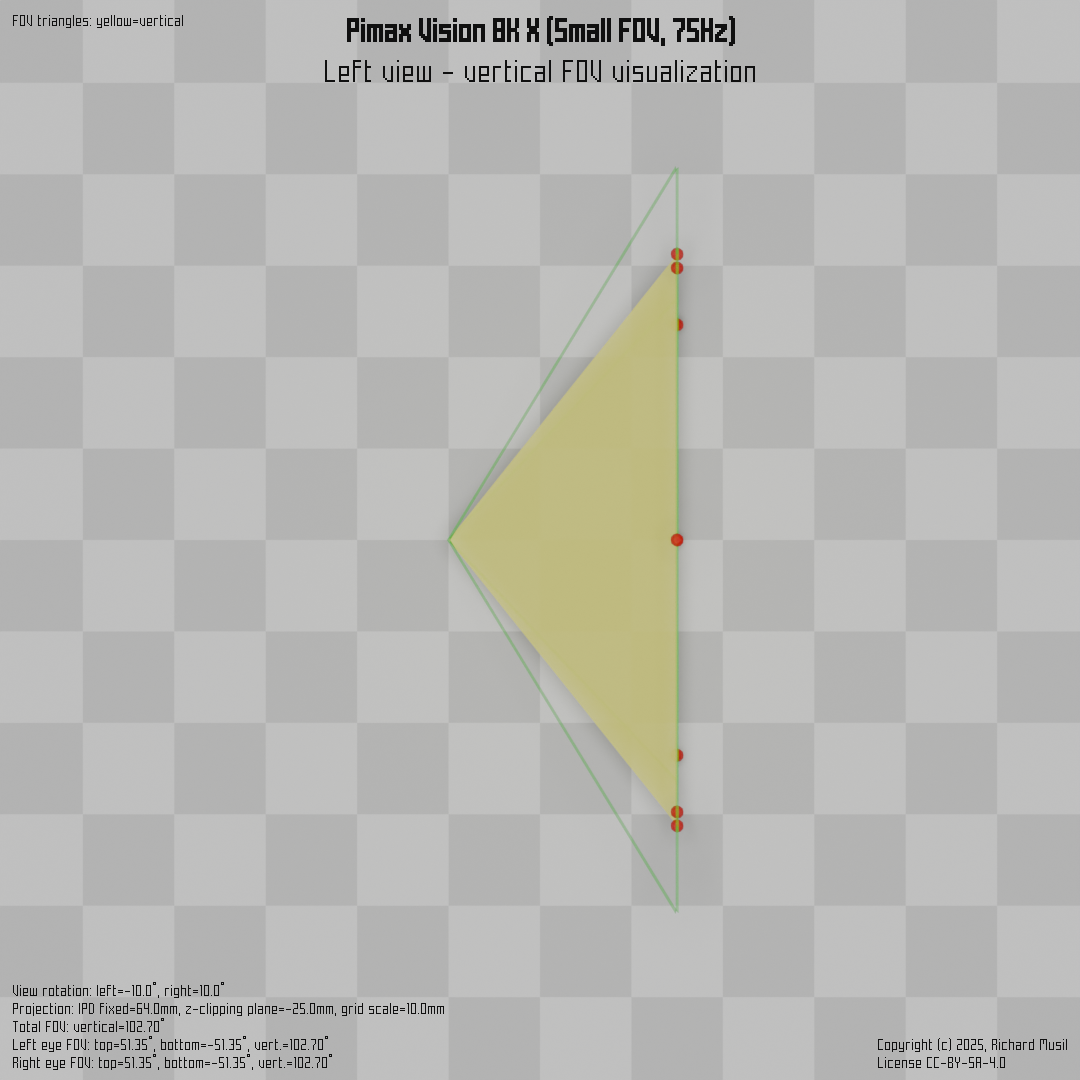 FOV triangles: yellow=vertical
Pimax Vision 8K X (Small FOV, 75Hz)
Left view - vertical FOV visualization
View rotation: left=-10.0°, right=10.0°
Projection: IPD fixed=64.0mm, z-clipping plane=-25.0mm, grid scale=10.0mm
Total FOV: vertical=102.70°
Left eye FOV: top=51.35°, bottom=-51.35°, vert.=102.70°
Right eye FOV: top=51.35°, bottom=-51.35°, vert.=102.70°
Copyright (c) 2025, Richard Musil
License CC-BY-SA-4.0